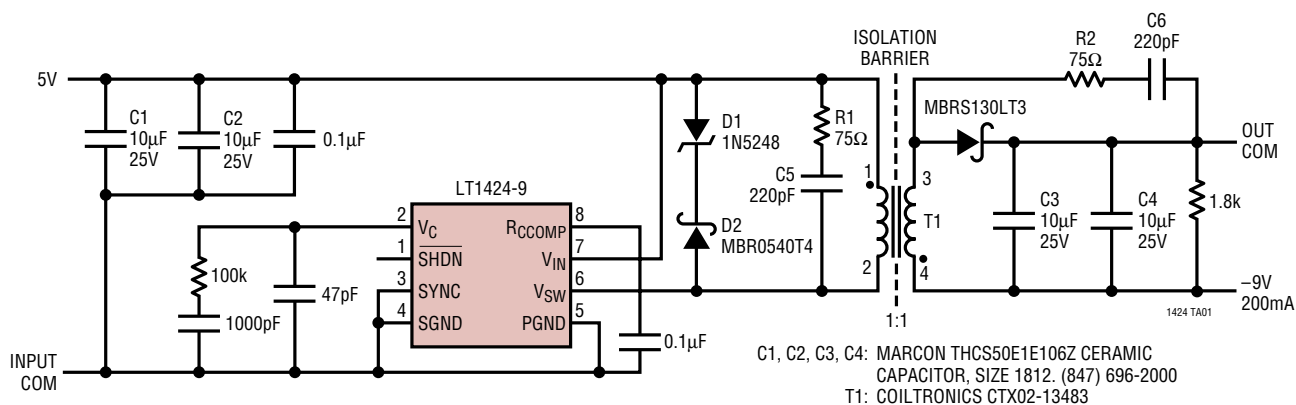 ISOLATION
BARRIER
R2
75Ω
C6
220pF
5V
C1
10µF
25V
C2
10µF
25V
0.1µF
D1
1N5248
R1
75Ω
MBRS130LT3
OUT
COM
C5
220pF
1
3
LT1424-9
2
VC
RCCOMP
8
1
SHDN
VIN
7
3
SYNC
VSW
6
4
SGND
PGND
5
D2
MBR0540T4
T1
C3
10µF
25V
C4
10µF
25V
1.8k
100k
47pF
1000pF
2
4
1:1
–9V
200mA
1424 TA01
0.1µF
INPUT
COM
C1, C2, C3, C4: MARCON THCS50E1E106Z CERAMIC
CAPACITOR, SIZE 1812. (847) 696-2000
T1: COILTRONICS CTX02-13483